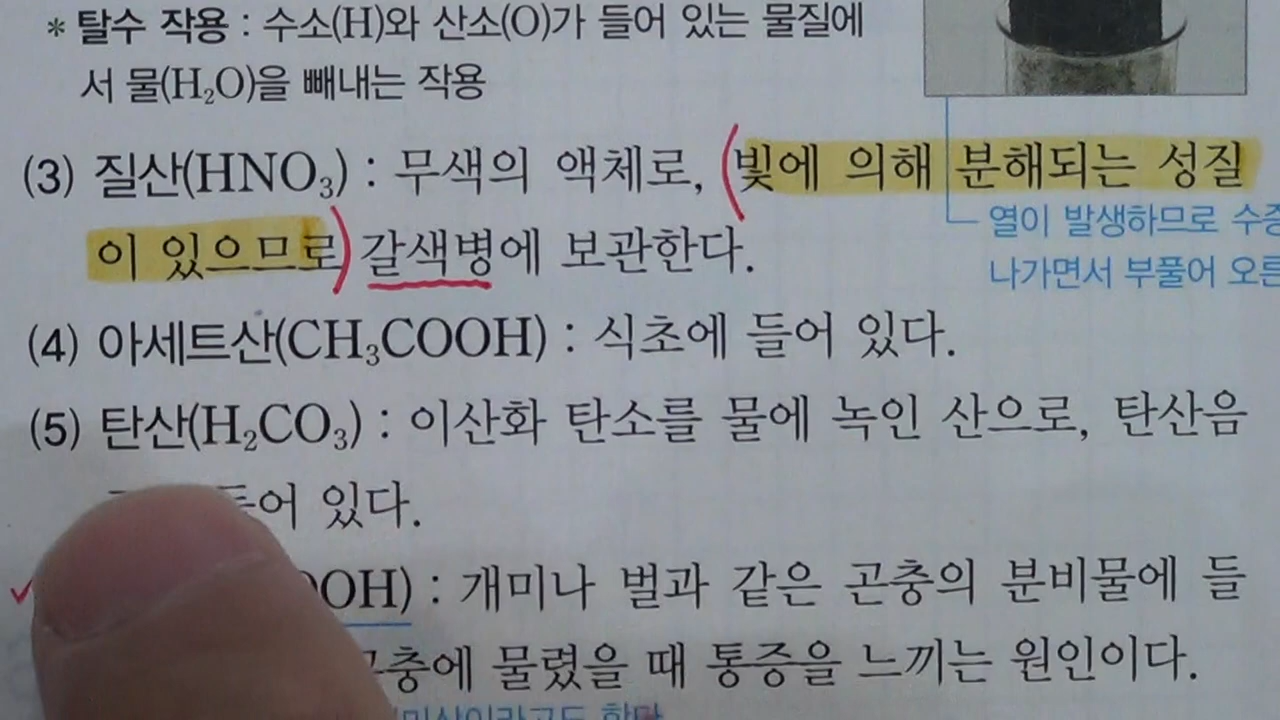 * 탈수 작용 : 수소(H)와 산소(O)가 들어 있는 물질에
서 물(H₂O)을 빼내는 작용
(3) 질산(HNO₃) : 무색의 액체로, (빛에 의해 분해되는 성질
이 있으므로) 갈색병에 보관한다.
열이 발생하므로 수증
나가면서 부풀어 오른
(4) 아세트산(CH₃COOH) : 식초에 들어 있다.
(5) 탄산(H₂CO₃) : 이산화 탄소를 물에 녹인 산으로, 탄산음
들어 있다.
OOH) : 개미나 벌과 같은 곤충의 분비물에 들
곤충에 물렸을 때 통증을 느끼는 원인이다.